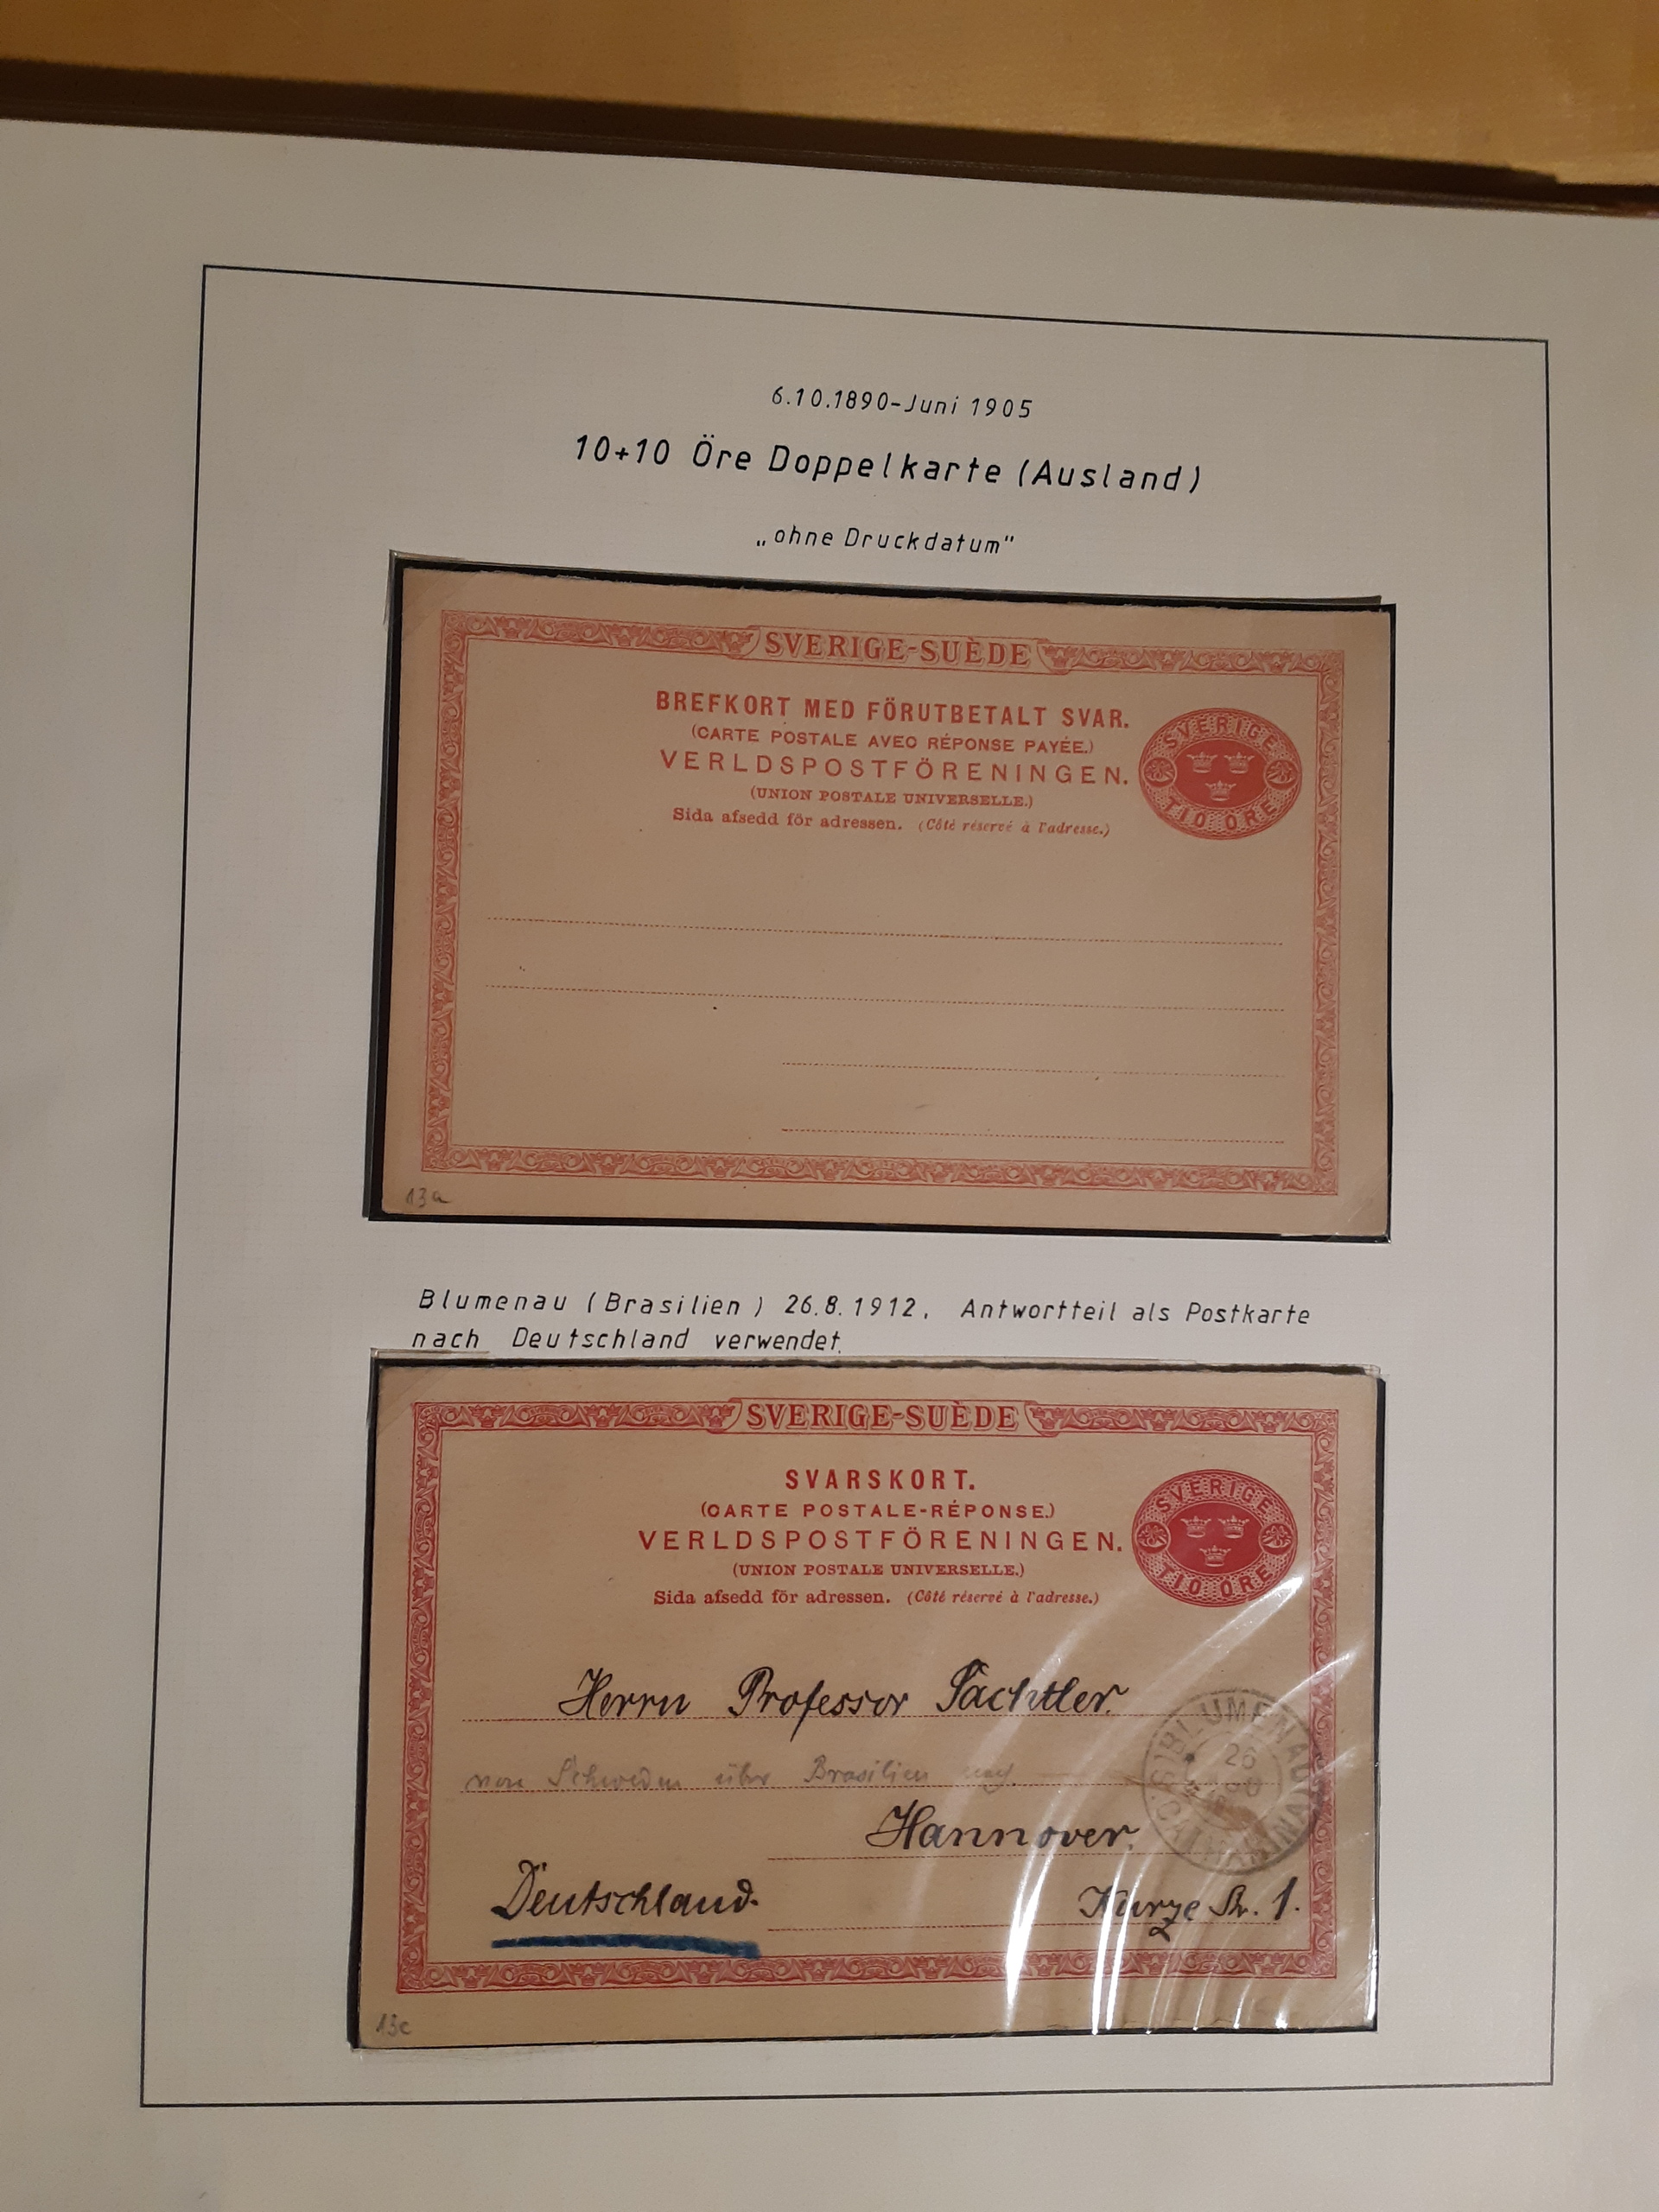 6.10.1890-Juni 1905
10+10 Öre Doppelkarte (Ausland)
„ohne Druckdatum"
SVERIGE-SUÈDE
BREFKORT MED FÖRUTBETALT SVAR.
(CARTE POSTALE AVEC RÉPONSE PAYÉE.)
VERLDSPOSTFÖRENINGEN.
(UNION POSTALE UNIVERSELLE.)
Sida afsedd för adressen. (Côté réservé à l'adresse.)
SVERIGE
TIO ÖRE
13a
Blumenau (Brasilien) 26.8.1912, Antwortteil als Postkarte
nach Deutschland verwendet.
SVERIGE-SUÈDE
SVARSKORT.
(CARTE POSTALE-RÉPONSE.)
VERLDSPOSTFÖRENINGEN.
(UNION POSTALE UNIVERSELLE.)
Sida afsedd för adressen. (Côté réservé à l'adresse.)
SVERIGE
TIO ÖRE
Herrn Professor
von Schweden über Brasilien
BLUMENAU
26
Hannover,
Deutschland.
Kurze Str. 1.
13c